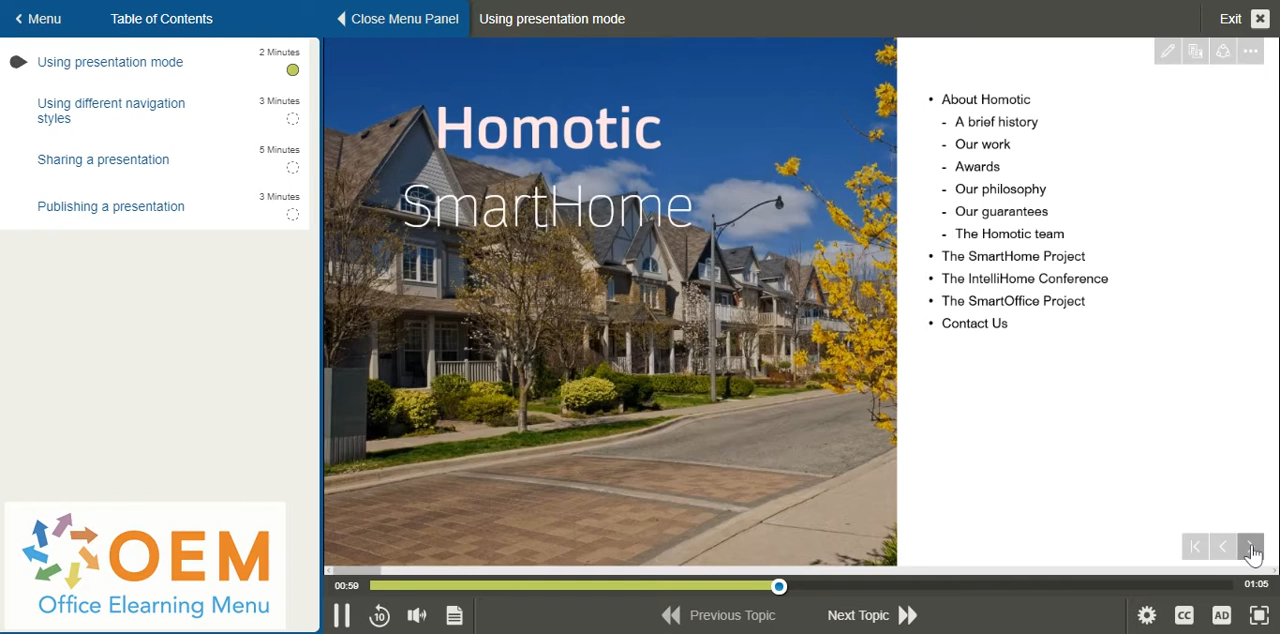 Menu
Table of Contents
Close Menu Panel
Using presentation mode
Exit
Using presentation mode
2 Minutes
Using different navigation
styles
3 Minutes
Sharing a presentation
5 Minutes
Publishing a presentation
3 Minutes
Homotic
SmartHome
• About Homotic
- A brief history
- Our work
- Awards
- Our philosophy
- Our guarantees
- The Homotic team
• The SmartHome Project
• The IntelliHome Conference
• The SmartOffice Project
• Contact Us
OEM
Office Elearning Menu
00:59
01:05
10
Previous Topic
Next Topic
CC
AD